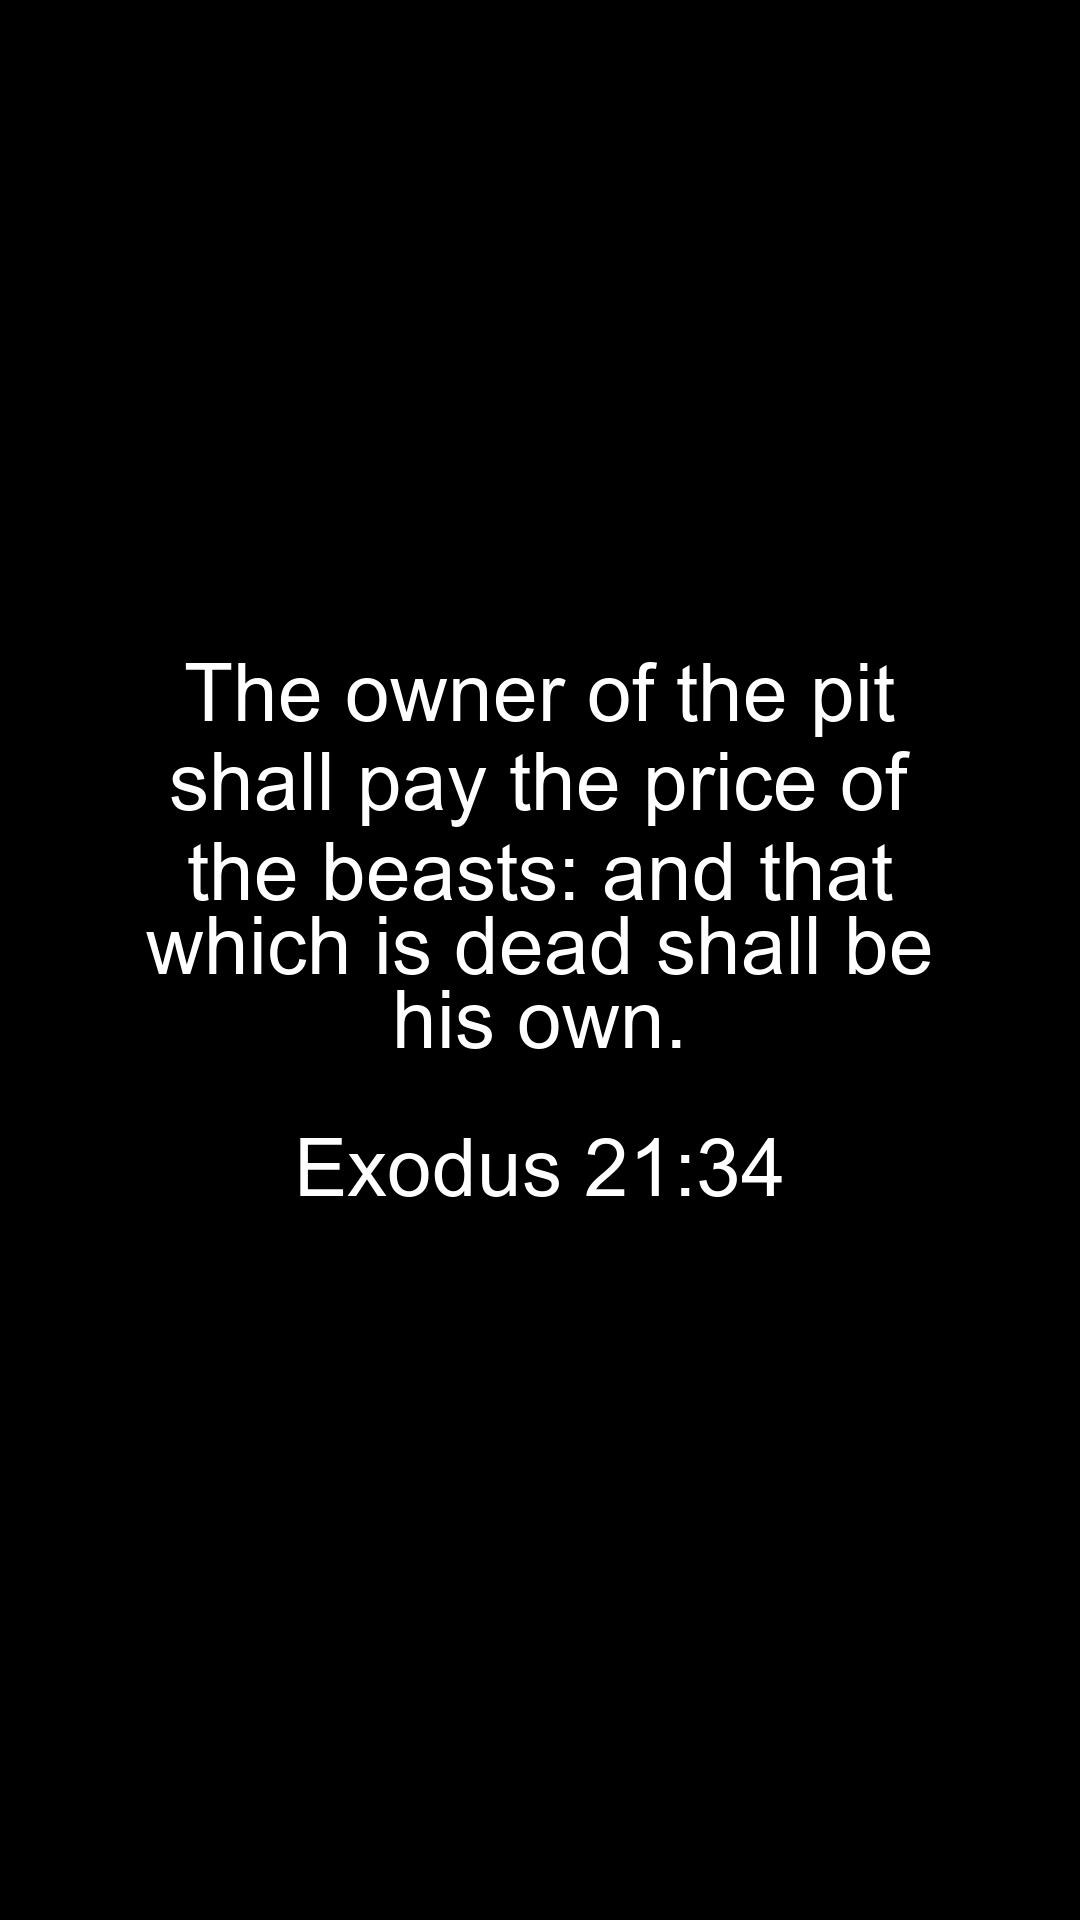 The owner of the pit
shall pay the price of
the beasts: and that
which is dead shall be
his own.
Exodus 21:34